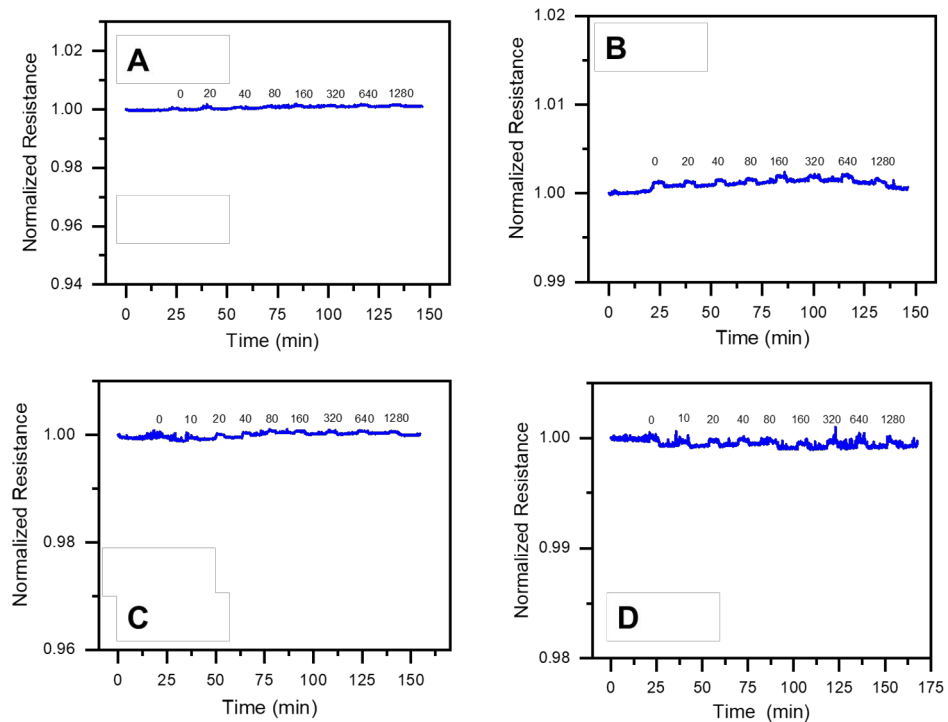 A
Normalized Resistance
1.02
1.00
0.98
0.96
0.94
0 20 40 80 160 320 640 1280
0 25 50 75 100 125 150
Time (min)
B
Normalized Resistance
1.02
1.01
1.00
0.99
0 20 40 80 160 320 640 1280
0 25 50 75 100 125 150
Time (min)
C
Normalized Resistance
1.00
0.98
0.96
0 10 20 40 80 160 320 640 1280
0 25 50 75 100 125 150
Time (min)
D
Normalized Resistance
1.00
0.99
0.98
0 10 20 40 80 160 320 640 1280
0 25 50 75 100 125 150 175
Time (min)